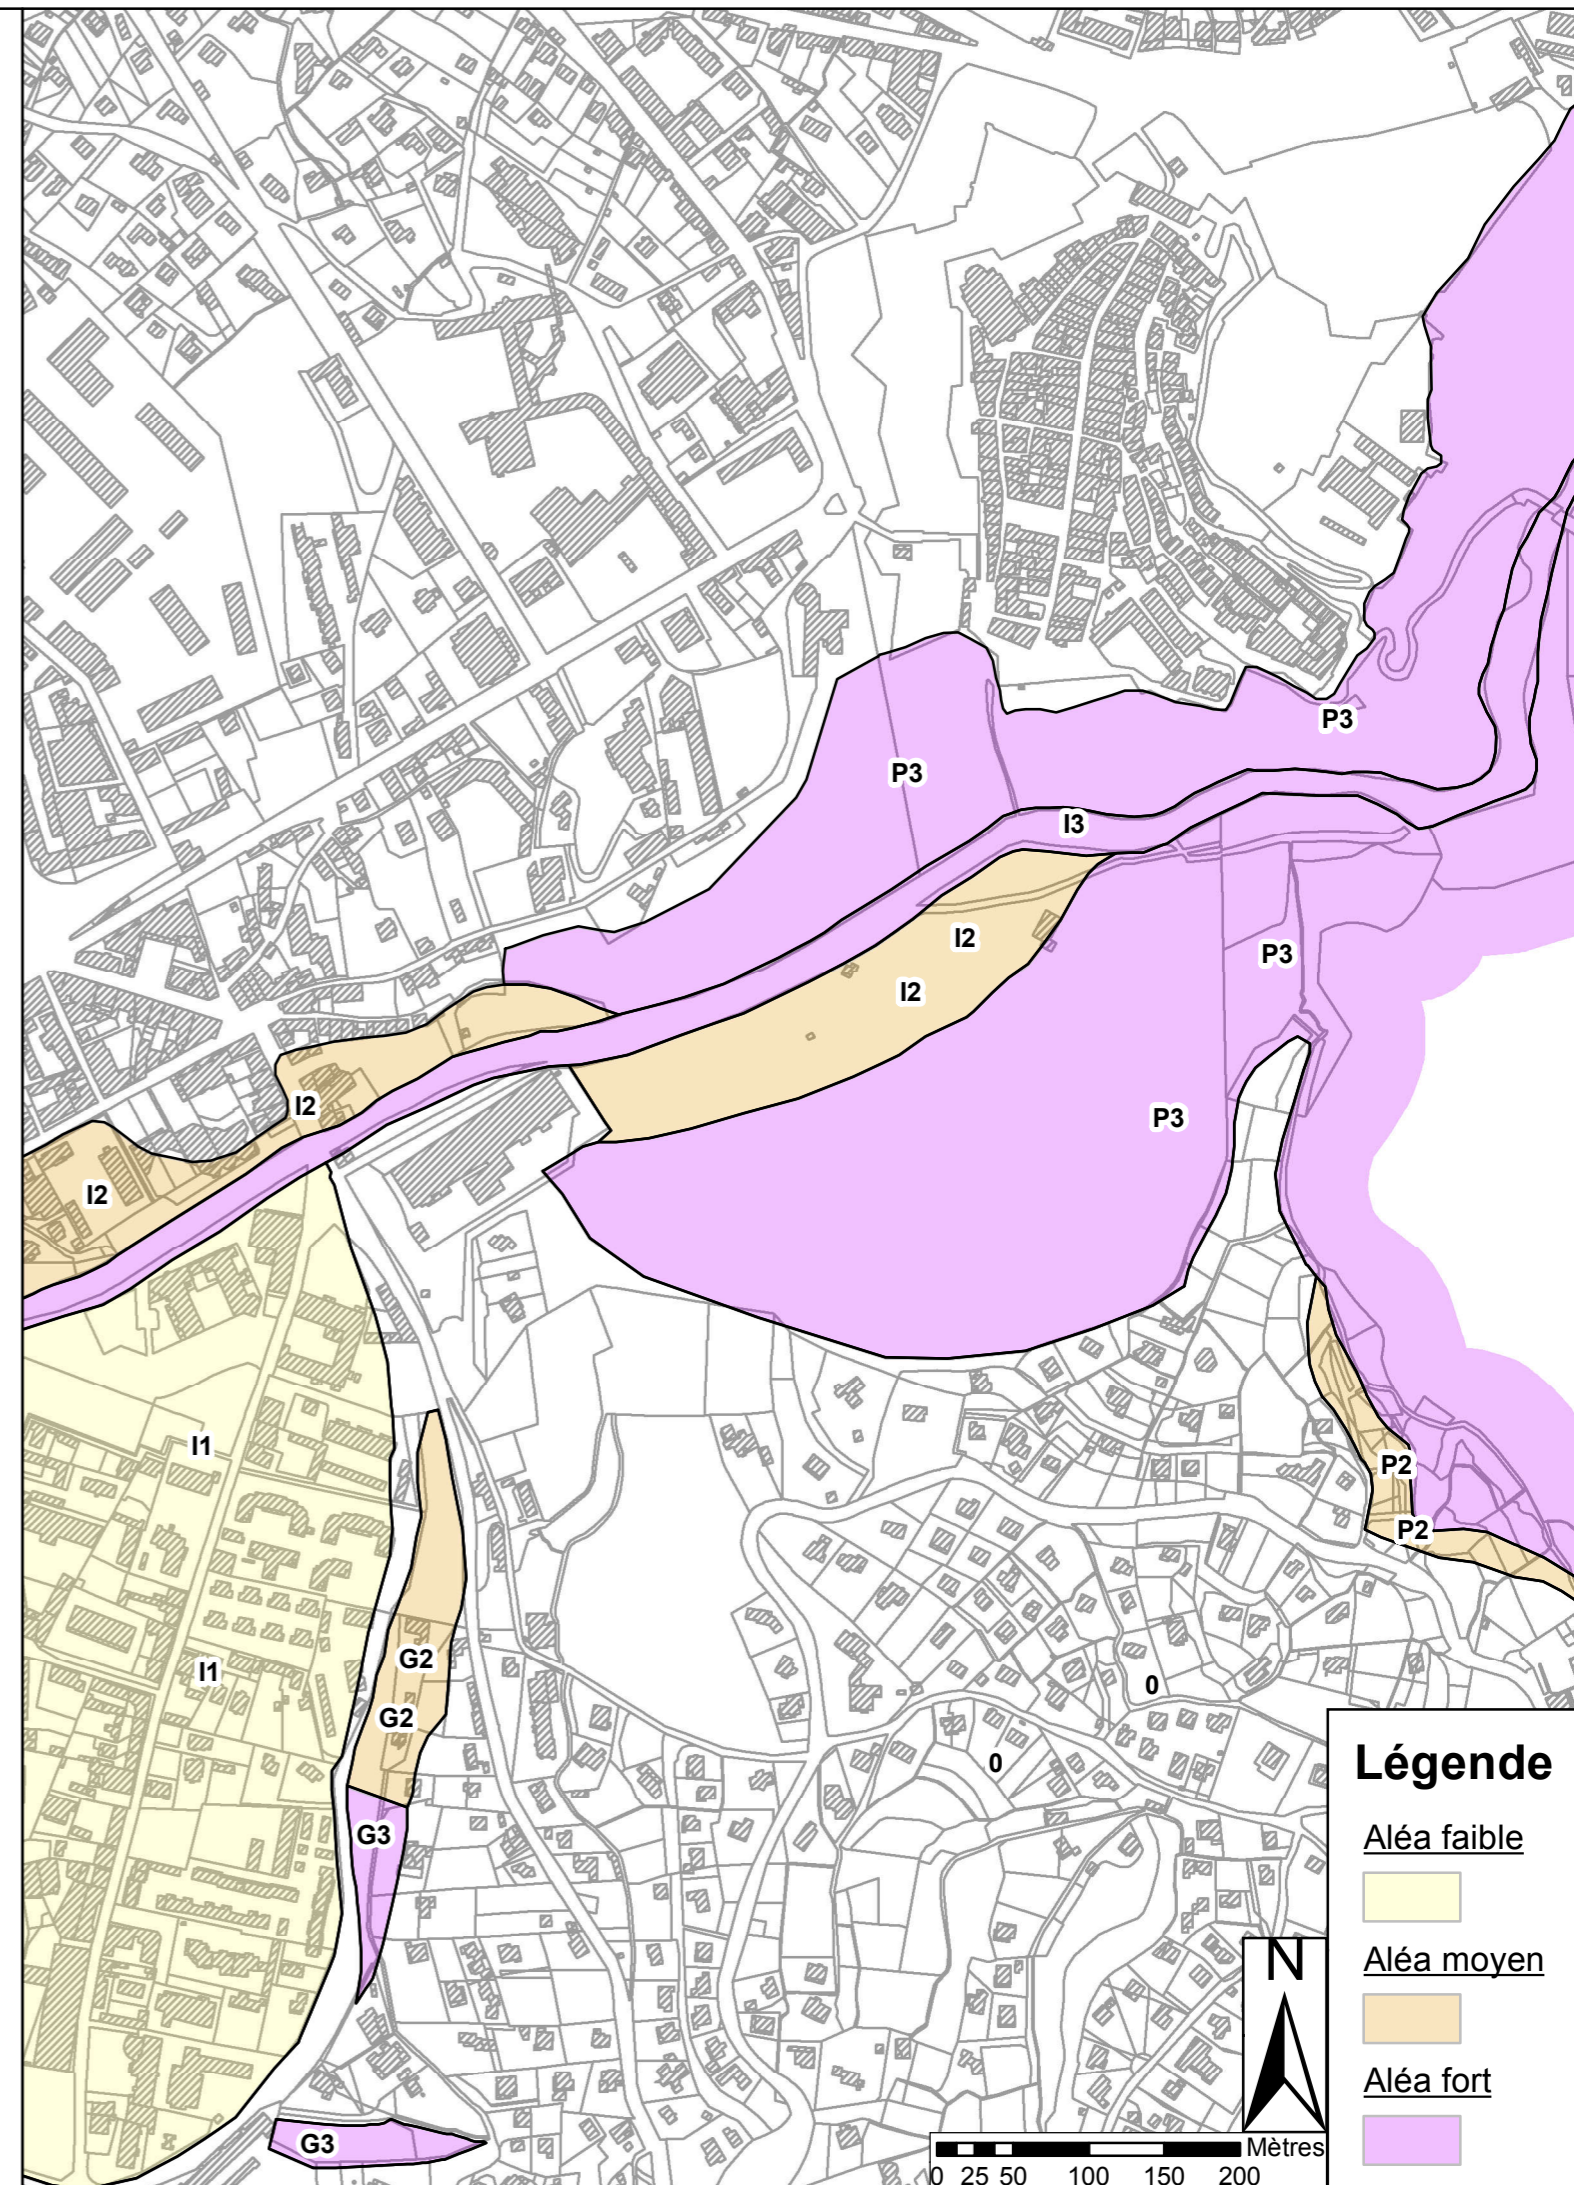 P3
P3
I3
I2
P3
I2
I2
P3
I2
I1
P2
P2
G2
I1
0
G2
0
Légende
G3
Aléa faible
N
Aléa moyen
Aléa fort
G3
Mètres
0 25 50 100 150 200